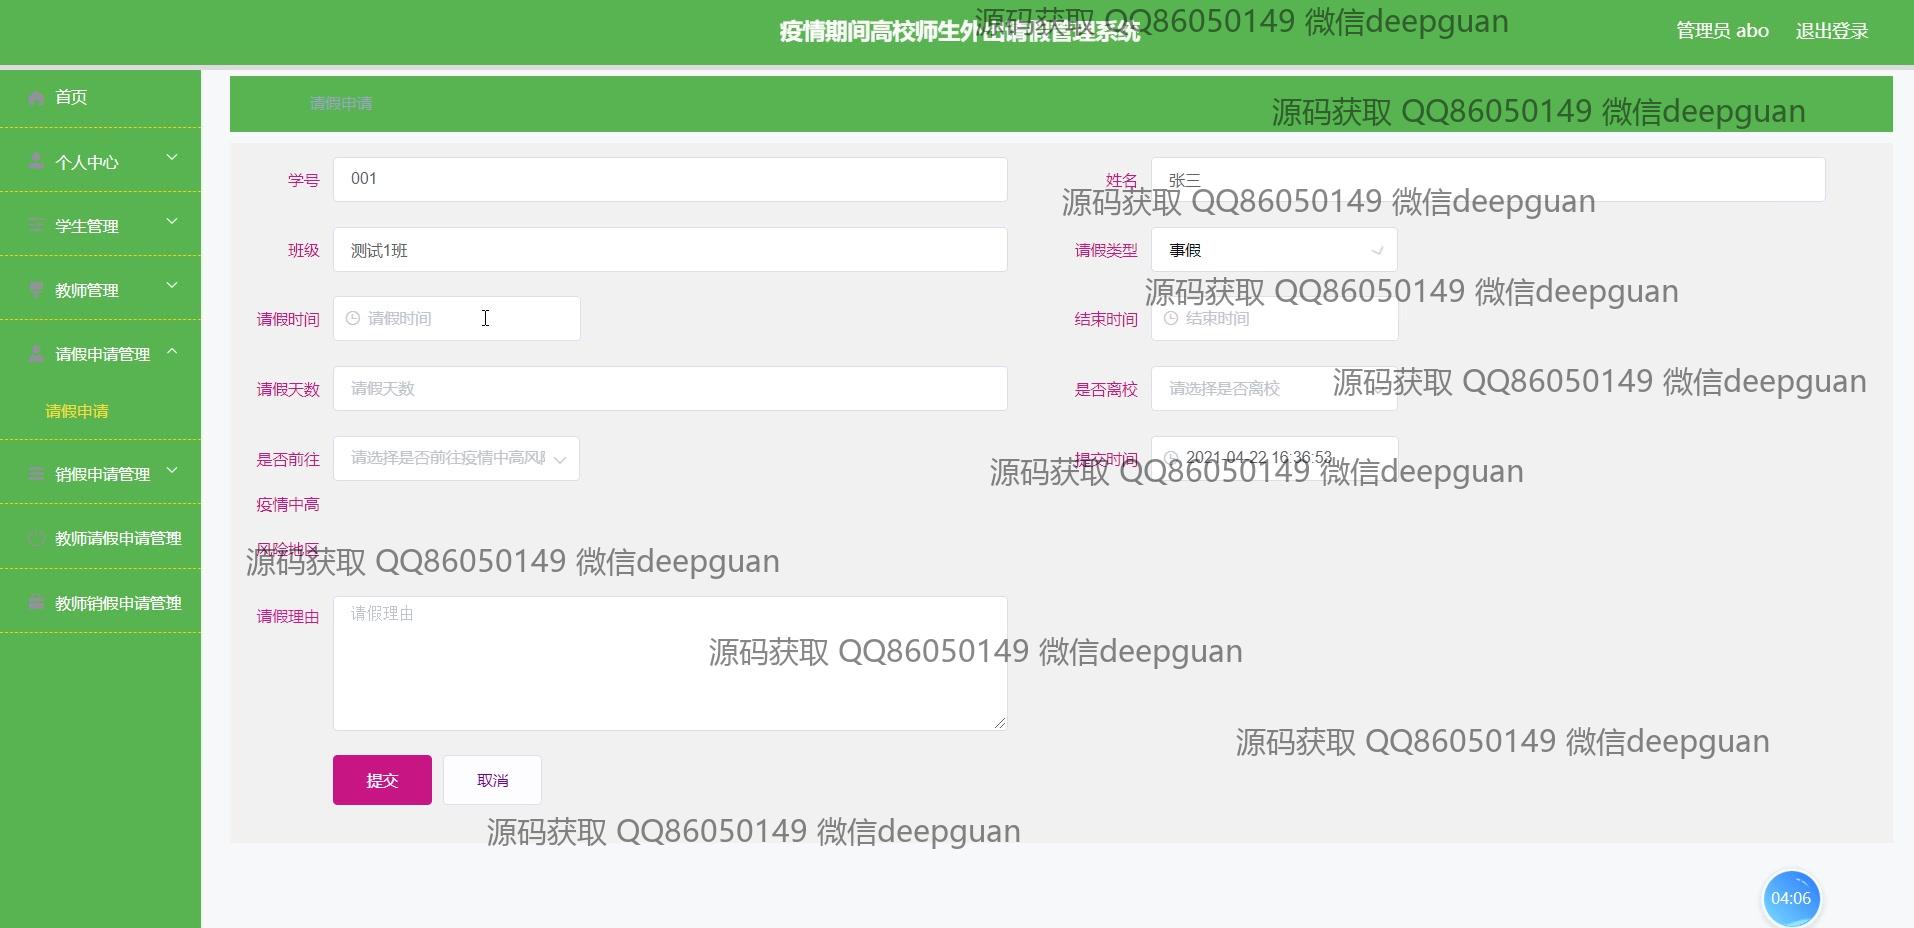 疫情期间高校师生外出请假管理系统
源码获取 QQ86050149 微信deepguan
管理员 abo
退出登录
首页
个人中心
学生管理
教师管理
请假申请管理
请假申请
销假申请管理
教师请假申请管理
教师销假申请管理
请假申请
源码获取 QQ86050149 微信deepguan
学号
001
姓名
张三
源码获取 QQ86050149 微信deepguan
班级
测试1班
请假类型
事假
源码获取 QQ86050149 微信deepguan
请假时间
请假时间
结束时间
结束时间
请假天数
请假天数
是否离校
请选择是否离校
源码获取 QQ86050149 微信deepguan
是否前往
疫情中高
风险地区
请选择是否前往疫情中高风
提交时间
2021-04-22 16:36:53
源码获取 QQ86050149 微信deepguan
源码获取 QQ86050149 微信deepguan
请假理由
请假理由
源码获取 QQ86050149 微信deepguan
源码获取 QQ86050149 微信deepguan
提交
取消
源码获取 QQ86050149 微信deepguan
04:06